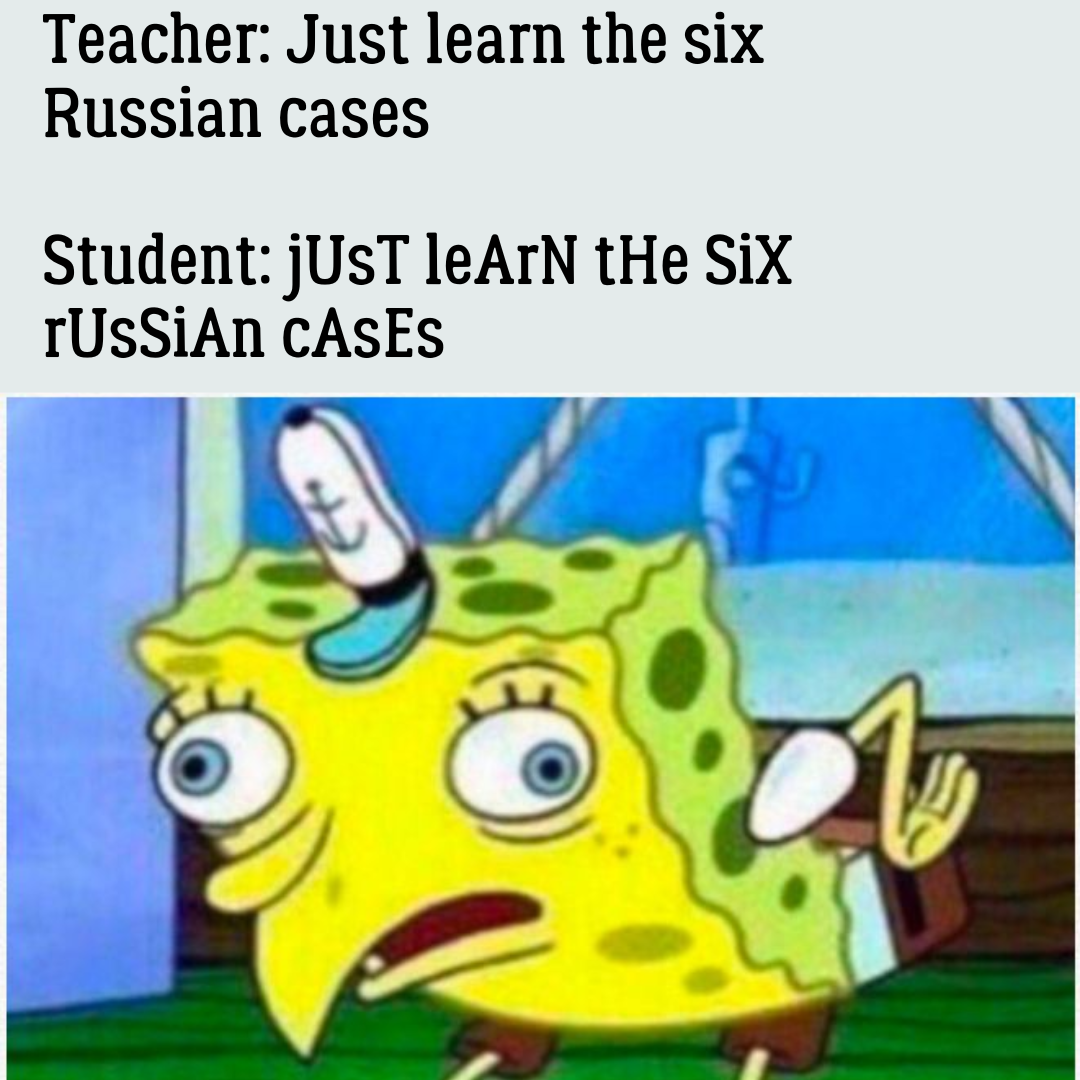 Teacher: Just learn the six
Russian cases
Student: jUsT leArN tHe SiX
rUsSiAn cAsEs